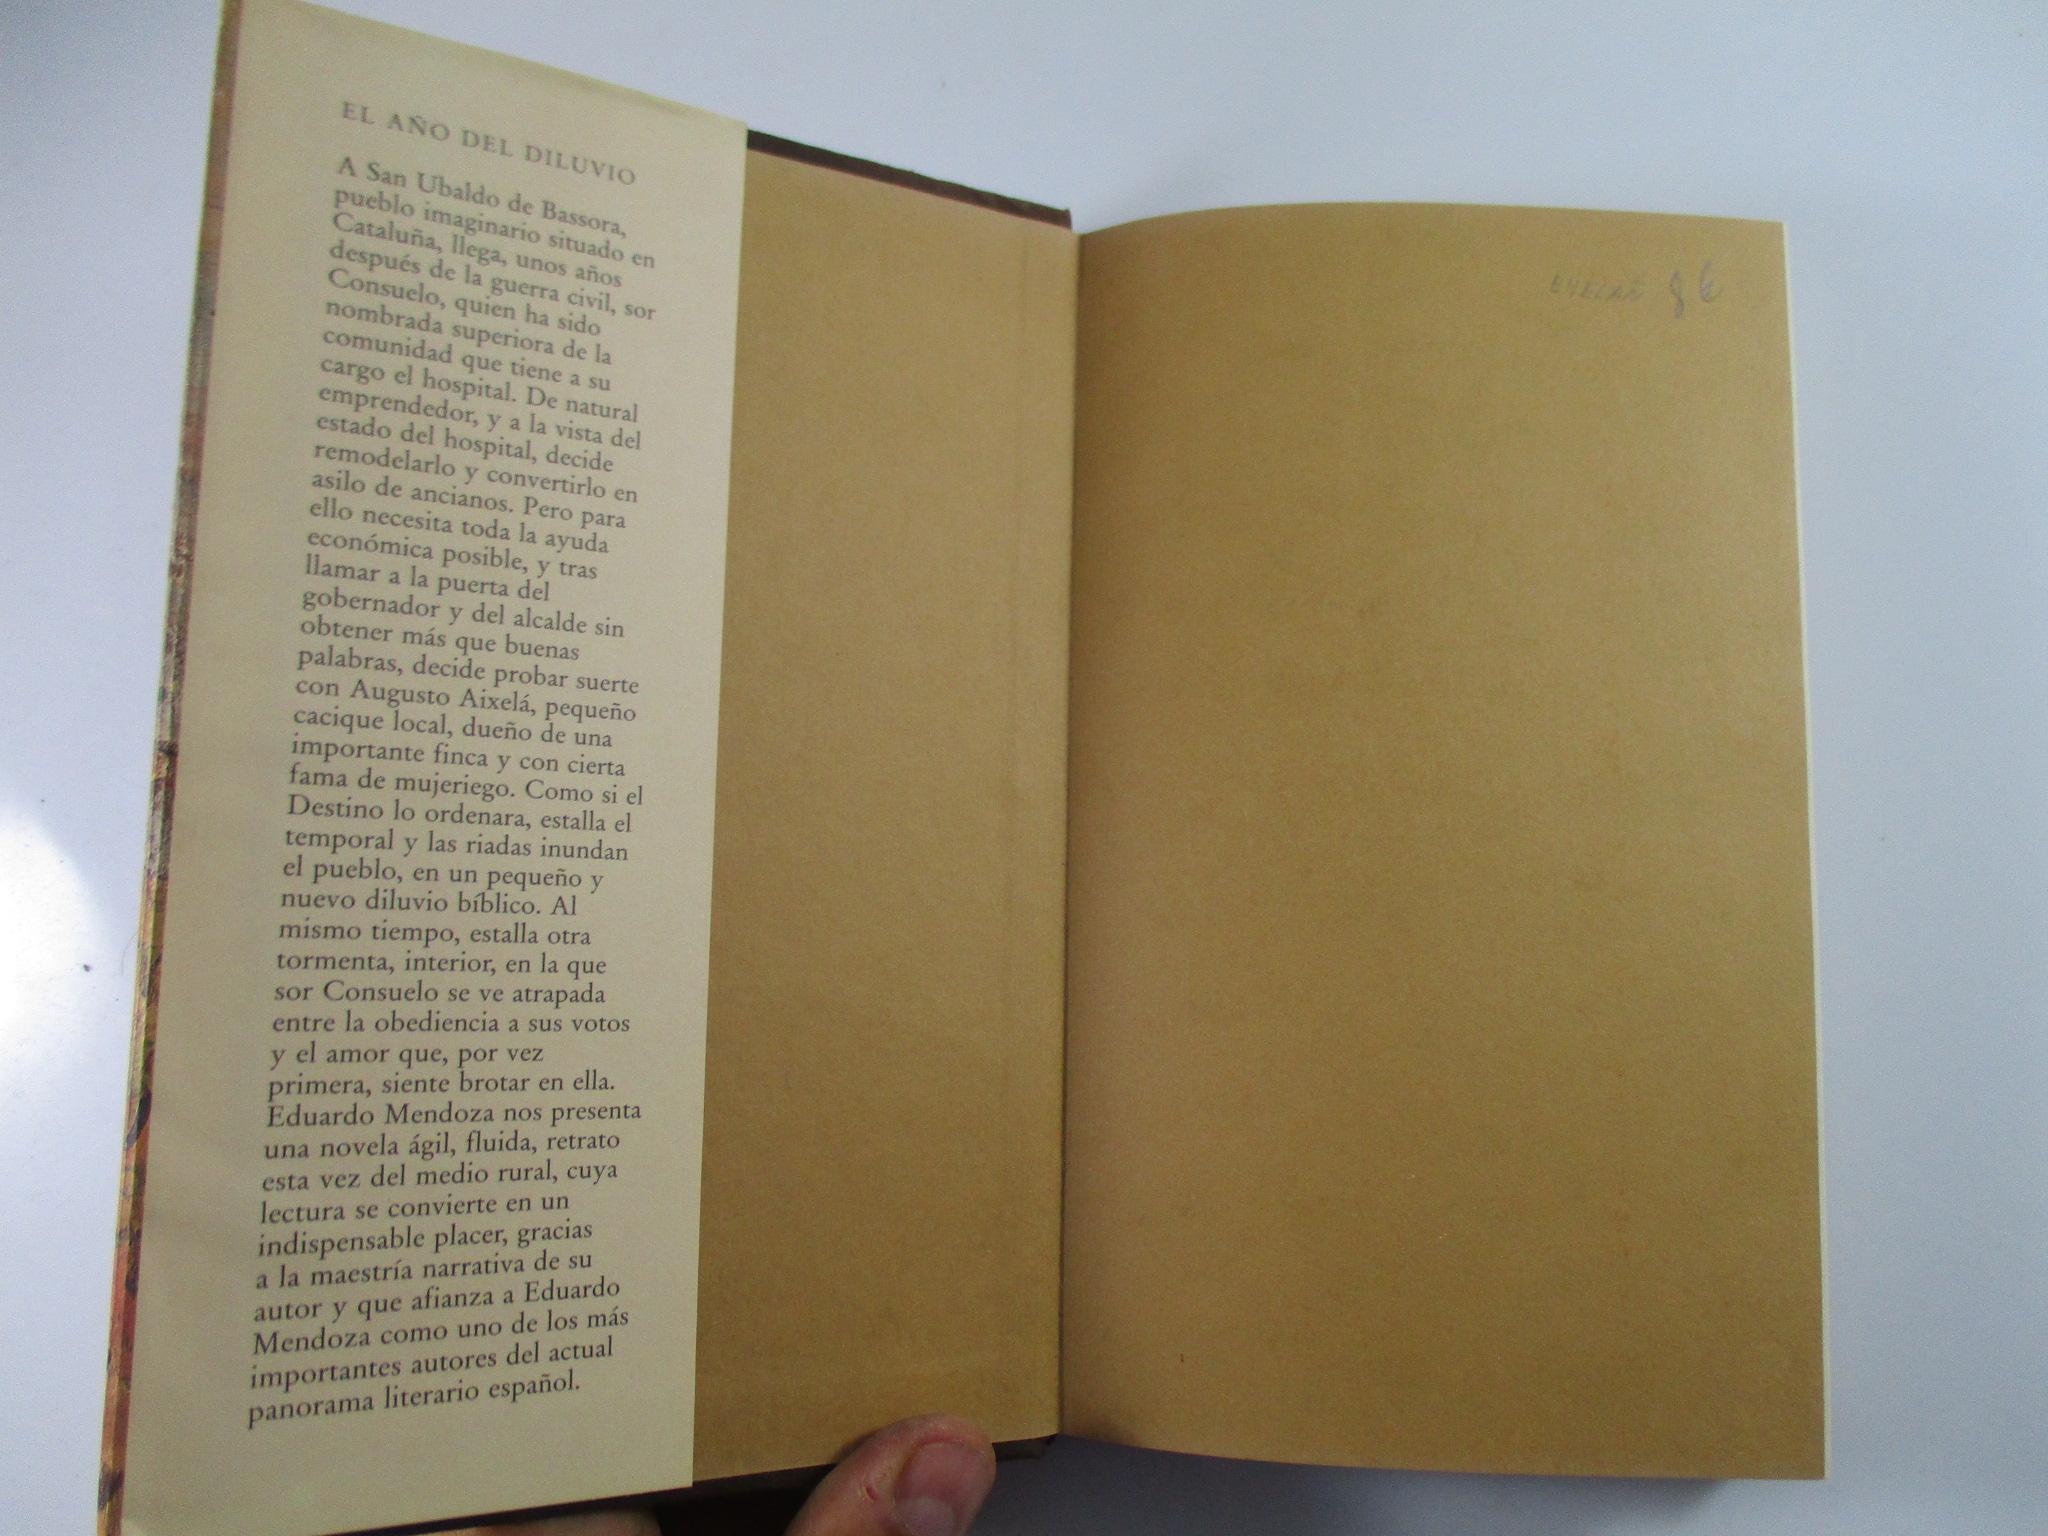 EL AÑO DEL DILUVIO
A San Ubaldo de Bassora,
pueblo imaginario situado en
Cataluña, llega, unos años
después de la guerra civil, sor
Consuelo, quien ha sido
nombrada superiora de la
comunidad que tiene a su
cargo el hospital. De natural
emprendedor, y a la vista del
estado del hospital, decide
remodelarlo y convertirlo en
asilo de ancianos. Pero para
ello necesita toda la ayuda
económica posible, y tras
llamar a la puerta del
gobernador y del alcalde sin
obtener más que buenas
palabras, decide probar suerte
con Augusto Aixelá, pequeño
cacique local, dueño de una
importante finca y con cierta
fama de mujeriego. Como si el
Destino lo ordenara, estalla el
temporal y las riadas inundan
el pueblo, en un pequeño y
nuevo diluvio bíblico. Al
mismo tiempo, estalla otra
tormenta, interior, en la que
sor Consuelo se ve atrapada
entre la obediencia a sus votos
y el amor que, por vez
primera, siente brotar en ella.
Eduardo Mendoza nos presenta
una novela ágil, fluida, retrato
esta vez del medio rural, cuya
lectura se convierte en un
indispensable placer, gracias
a la maestría narrativa de su
autor y que afianza a Eduardo
Mendoza como uno de los más
importantes autores del actual
panorama literario español.